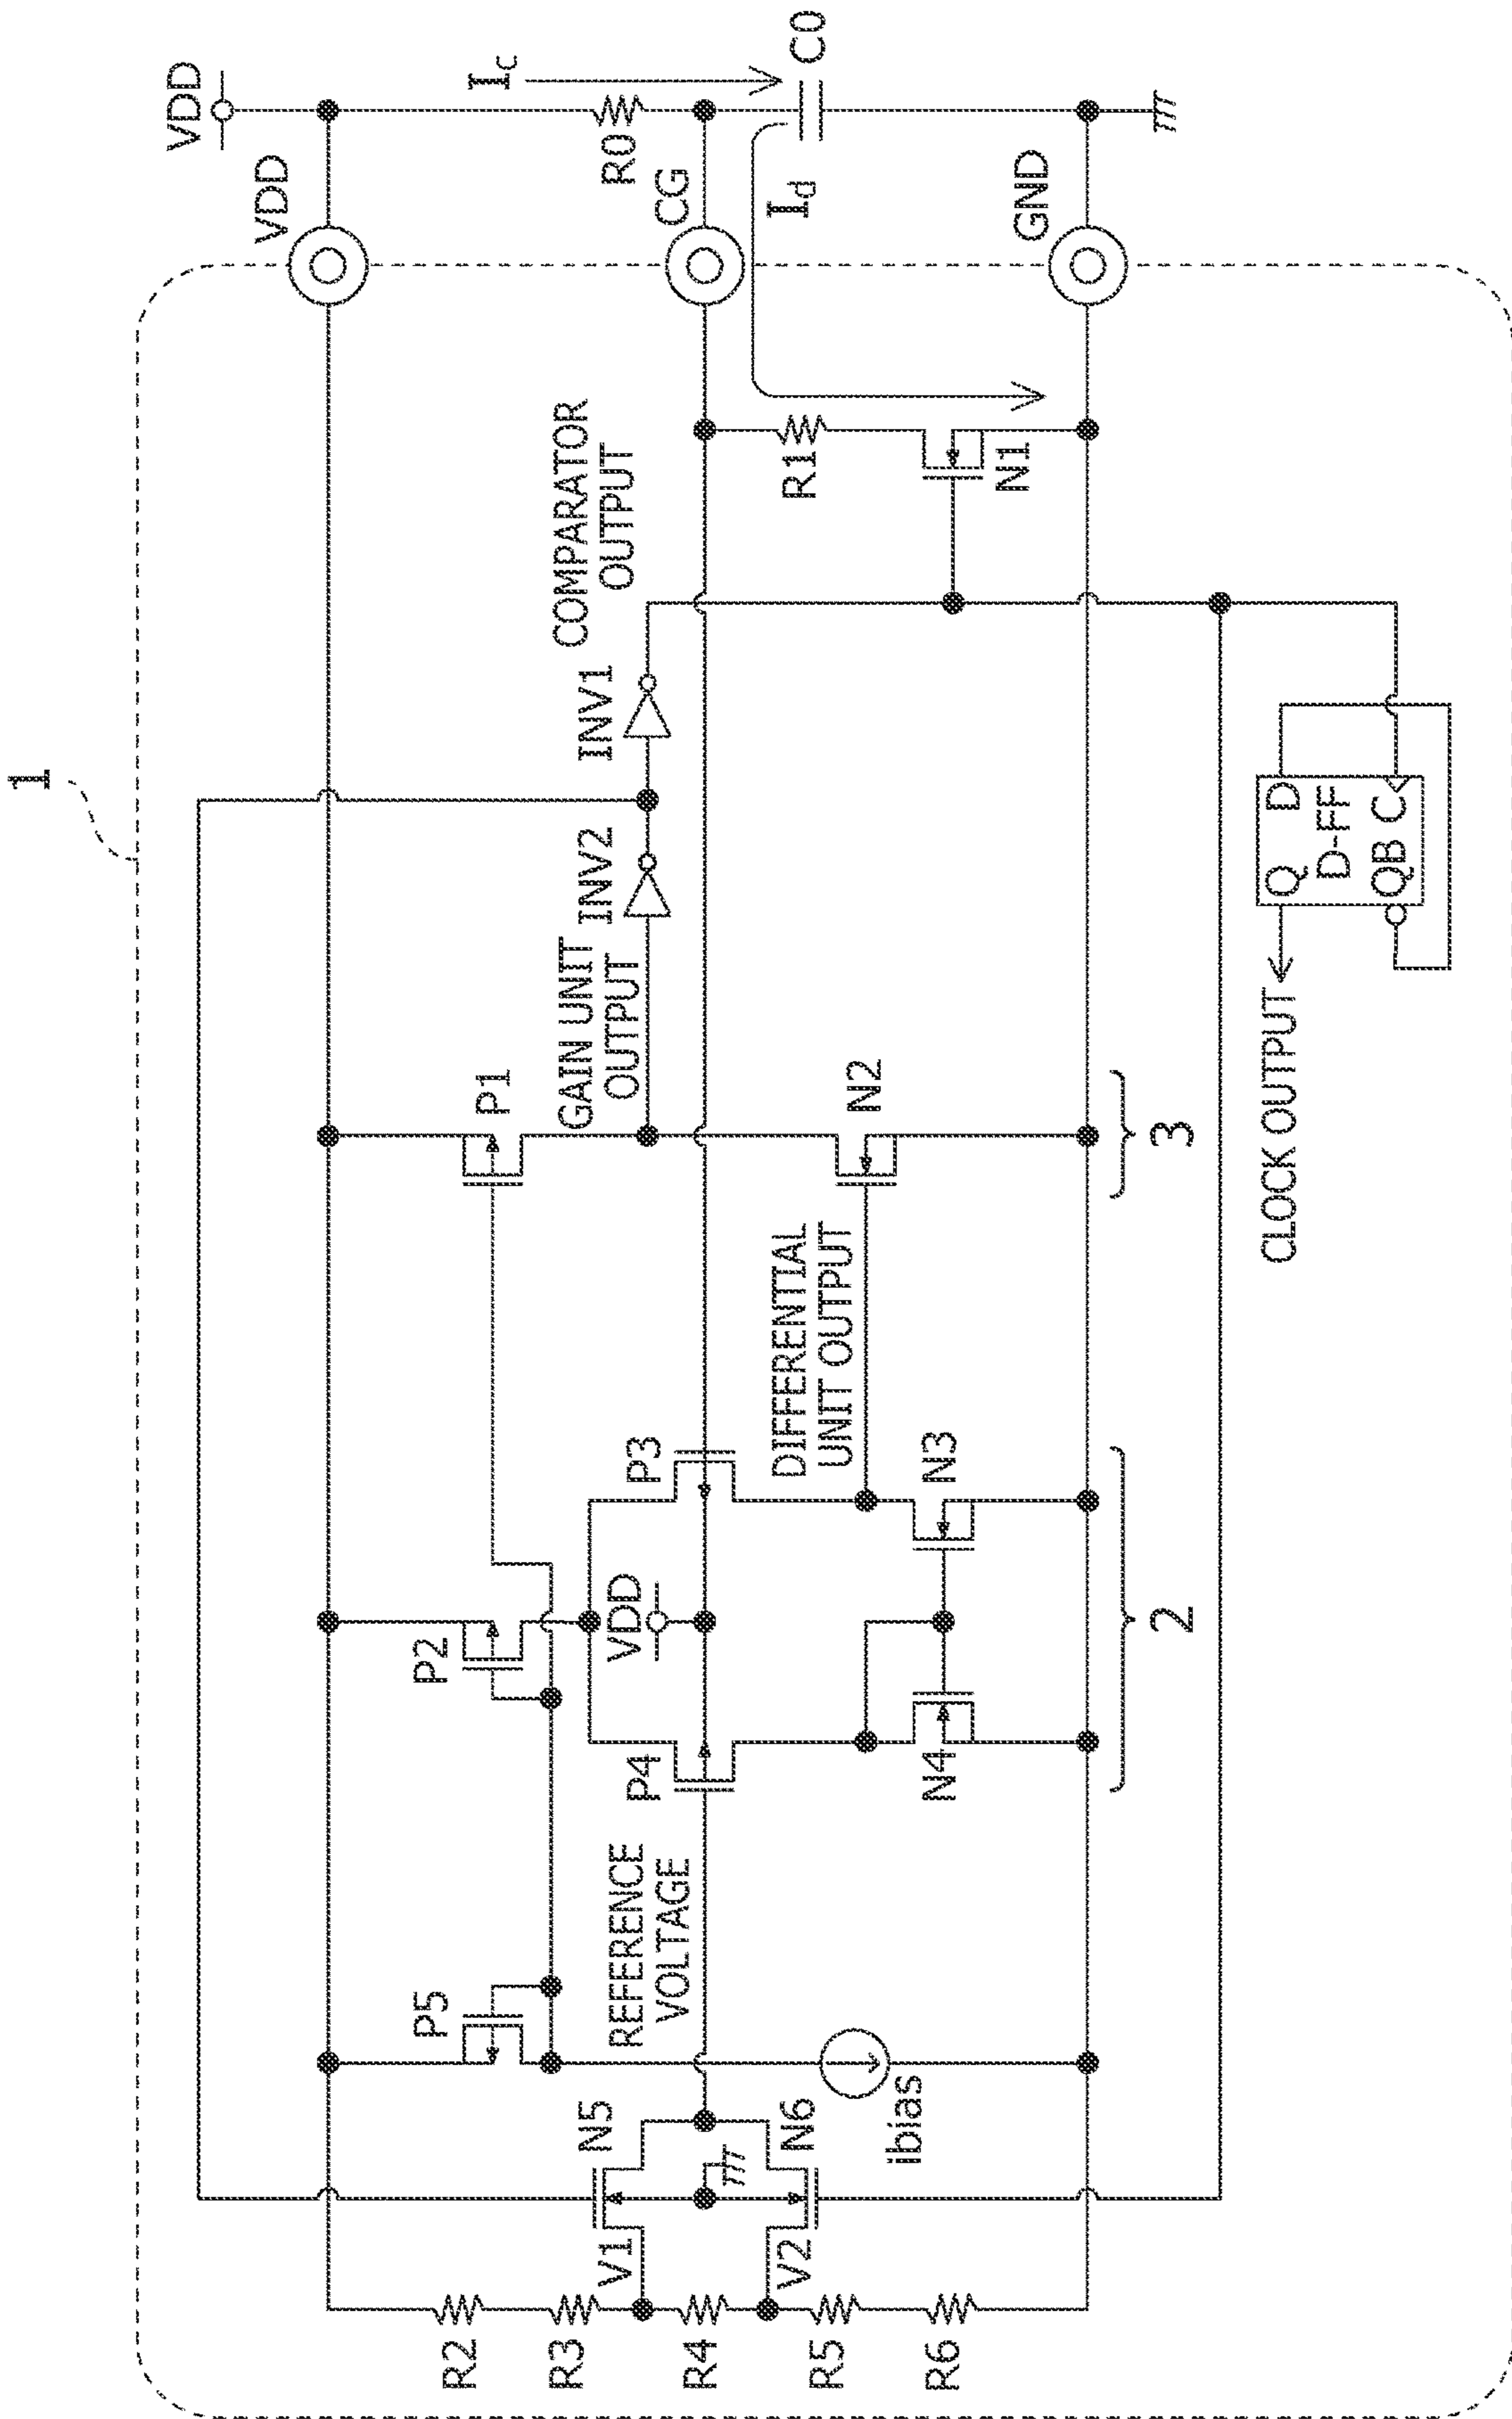 1
VDD
VDD
Ic
R0
CG
C0
Id
GND
COMPARATOR
OUTPUT
INV1
INV2
R1
N1
GAIN UNIT
OUTPUT
P1
N2
3
Q D
D-FF
QB C
CLOCK OUTPUT
DIFFERENTIAL
UNIT OUTPUT
P2
VDD
P3
P4
N3
N4
2
REFERENCE
VOLTAGE
P5
ibias
N5
N6
V1
V2
R2
R3
R4
R5
R6